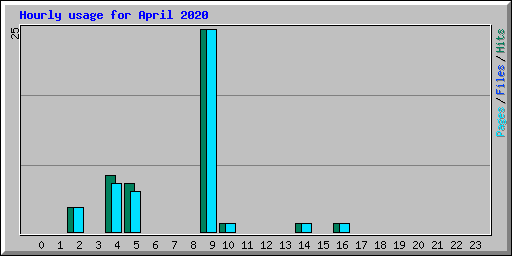 Hourly usage for April 2020
25
Pages/Files/Hits
0 1 2 3 4 5 6 7 8 9 10 11 12 13 14 15 16 17 18 19 20 21 22 23